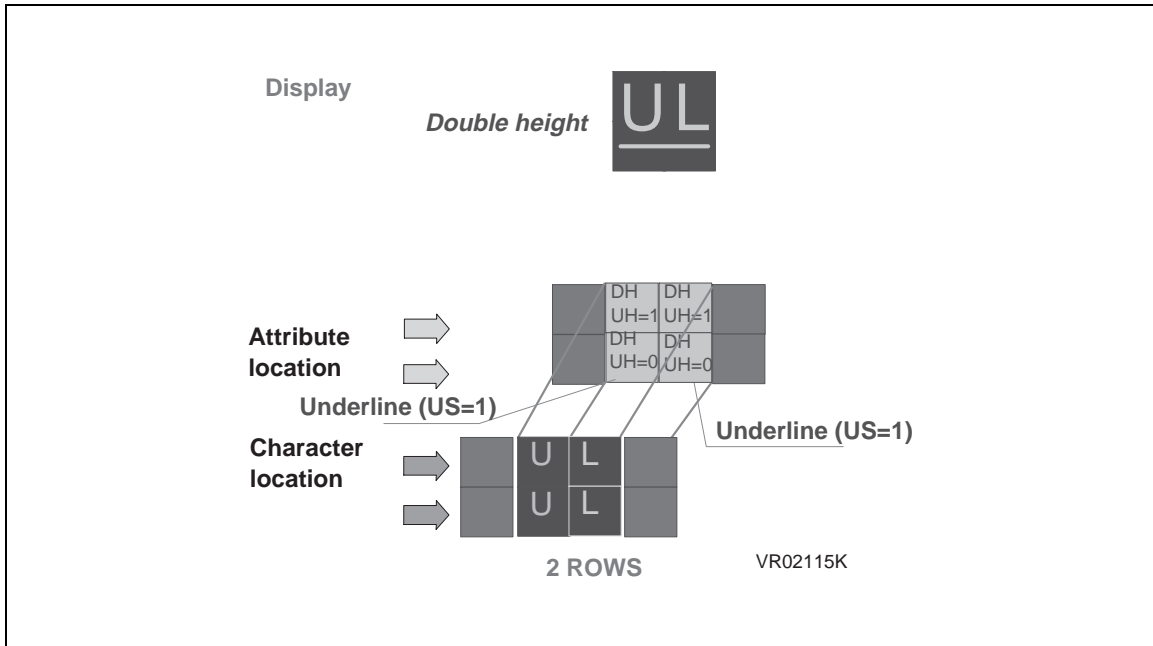 Display
Double height
UL
DH DH
UH=1 UH=1
DH DH
UH=0 UH=0
Attribute
location
Underline (US=1)
Underline (US=1)
Character
location
U L
U L
2 ROWS
VR02115K